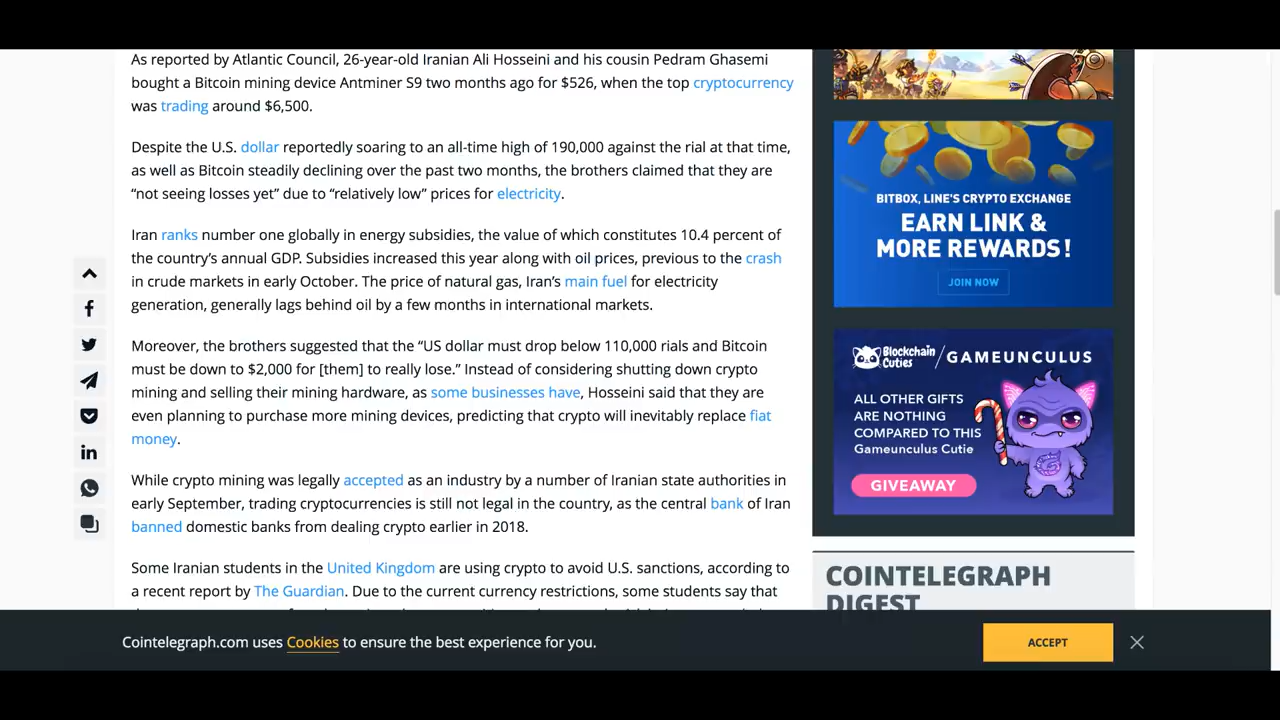 As reported by Atlantic Council, 26-year-old Iranian Ali Hosseini and his cousin Pedram Ghasemi
bought a Bitcoin mining device Antminer S9 two months ago for $526, when the top cryptocurrency
was trading around $6,500.
Despite the U.S. dollar reportedly soaring to an all-time high of 190,000 against the rial at that time,
as well as Bitcoin steadily declining over the past two months, the brothers claimed that they are
“not seeing losses yet” due to “relatively low” prices for electricity.
Iran ranks number one globally in energy subsidies, the value of which constitutes 10.4 percent of
the country’s annual GDP. Subsidies increased this year along with oil prices, previous to the crash
in crude markets in early October. The price of natural gas, Iran’s main fuel for electricity
generation, generally lags behind oil by a few months in international markets.
Moreover, the brothers suggested that the “US dollar must drop below 110,000 rials and Bitcoin
must be down to $2,000 for [them] to really lose.” Instead of considering shutting down crypto
mining and selling their mining hardware, as some businesses have, Hosseini said that they are
even planning to purchase more mining devices, predicting that crypto will inevitably replace fiat
money.
While crypto mining was legally accepted as an industry by a number of Iranian state authorities in
early September, trading cryptocurrencies is still not legal in the country, as the central bank of Iran
banned domestic banks from dealing crypto earlier in 2018.
Some Iranian students in the United Kingdom are using crypto to avoid U.S. sanctions, according to
a recent report by The Guardian. Due to the current currency restrictions, some students say that
BITBOX, LINE’S CRYPTO EXCHANGE
EARN LINK &
MORE REWARDS!
JOIN NOW
Blockchain
Cuties
/GAMEUNCULUS
ALL OTHER GIFTS
ARE NOTHING
COMPARED TO THIS
Gameunculus Cutie
GIVEAWAY
COINTELEGRAPH
DIGEST
Cointelegraph.com uses Cookies to ensure the best experience for you.
ACCEPT